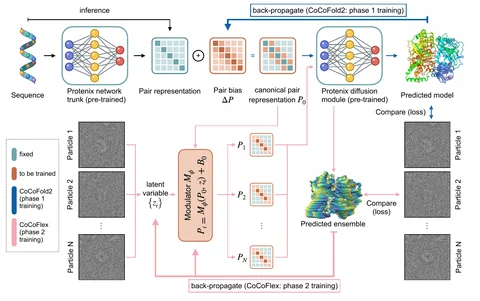 inference
back-propagate (CoCoFold2: phase 1 training)
Sequence
Protenix network
trunk (pre-trained)
Pair representation
Pair bias
ΔP
canonical pair
representation P₀
Protenix diffusion
module (pre-trained)
Predicted model
Compare (loss)
fixed
to be trained
CoCoFold2
(phase 1
training)
CoCoFlex
(phase 2
training)
Particle 1
Particle 2
⋮
Particle N
latent
variable
{zᵢ}
Modulator M_ϕ
Pᵢ = M_ϕ(P₀, zᵢ) + B₀
P₁
P₂
⋮
P_N
Predicted ensemble
Compare
(loss)
Particle 1
Particle 2
⋮
Particle N
back-propagate (CoCoFlex: phase 2 training)